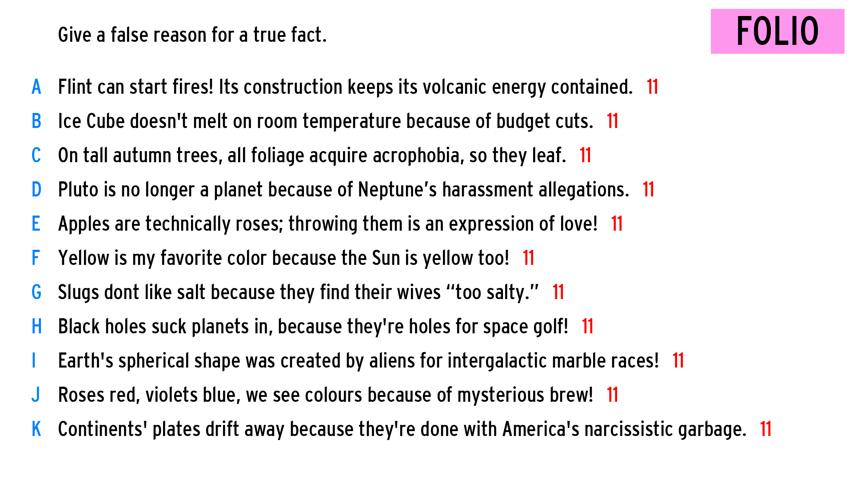 Give a false reason for a true fact.
FOLIO
A Flint can start fires! Its construction keeps its volcanic energy contained. 11
B Ice Cube doesn't melt on room temperature because of budget cuts. 11
C On tall autumn trees, all foliage acquire acrophobia, so they leaf. 11
D Pluto is no longer a planet because of Neptune's harassment allegations. 11
E Apples are technically roses; throwing them is an expression of love! 11
F Yellow is my favorite color because the Sun is yellow too! 11
G Slugs dont like salt because they find their wives “too salty.” 11
H Black holes suck planets in, because they're holes for space golf! 11
I Earth's spherical shape was created by aliens for intergalactic marble races! 11
J Roses red, violets blue, we see colours because of mysterious brew! 11
K Continents' plates drift away because they're done with America's narcissistic garbage. 11